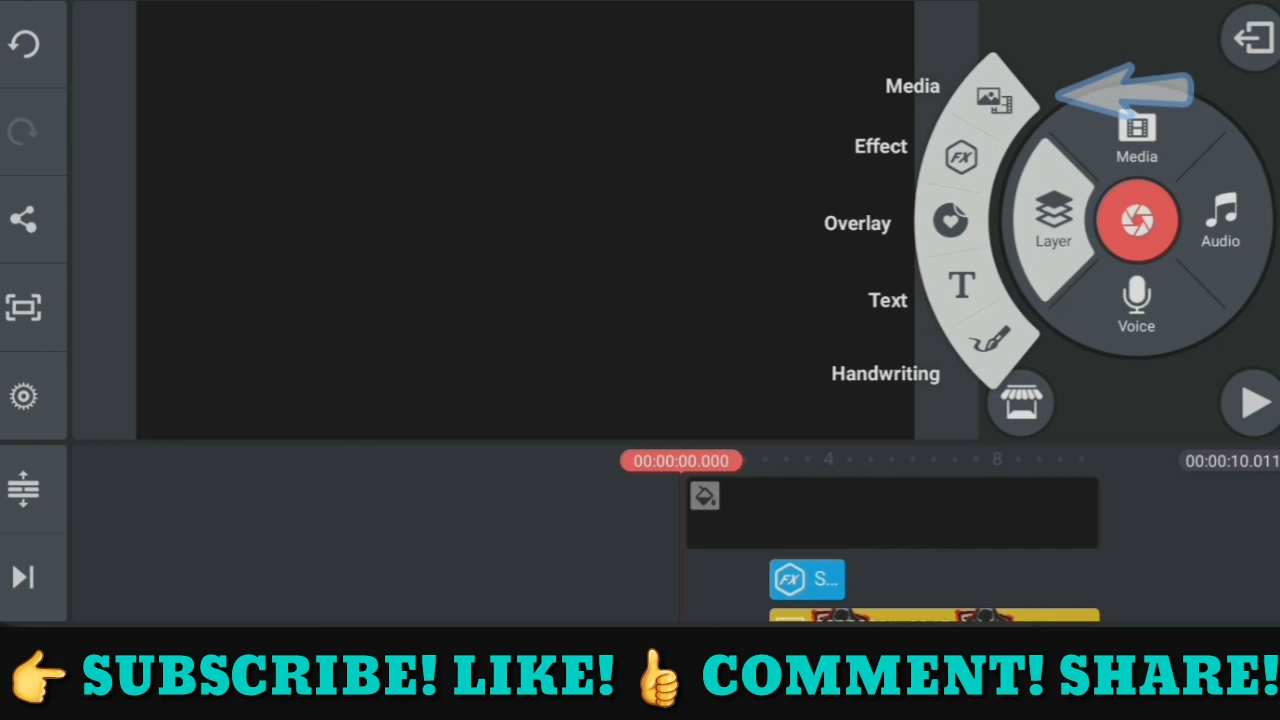 Media
Effect
Overlay
Text
Handwriting
Media
Layer
Audio
Voice
00:00:00.000
4
8
00:00:10.011
FX S...
👉 SUBSCRIBE! LIKE! 👍 COMMENT! SHARE!